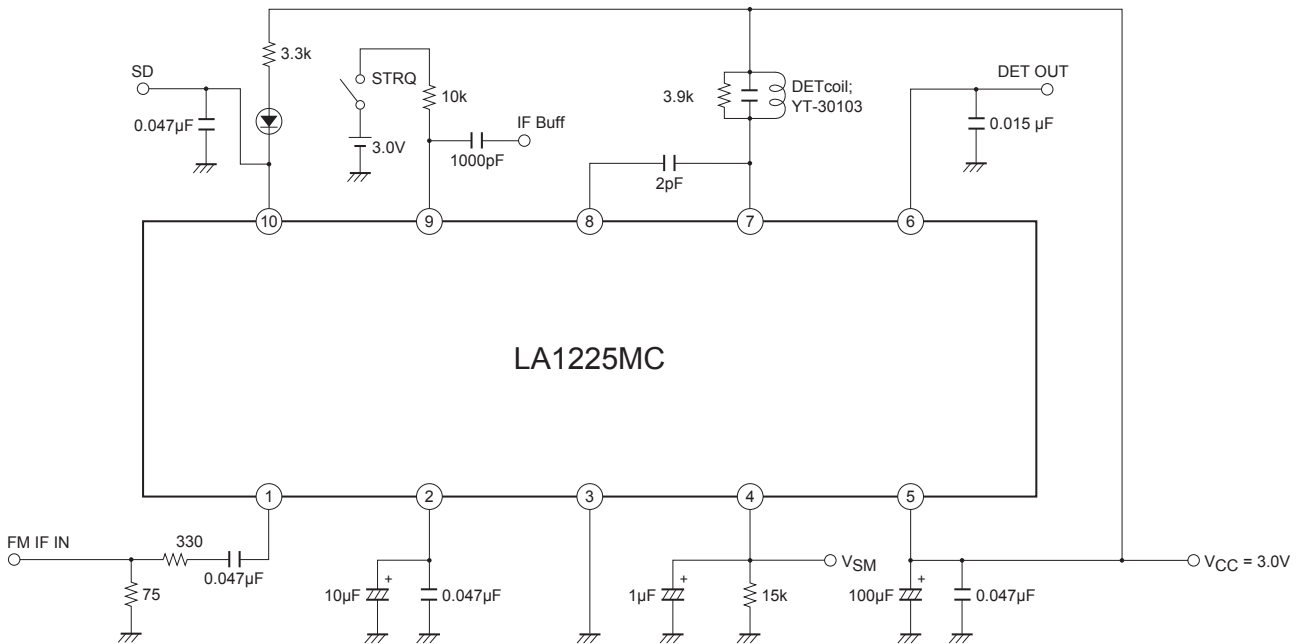 3.3k
STRQ
SD
DET OUT
10k
3.9k
DETcoil;
YT-30103
0.047µF
IF Buff
0.015 µF
3.0V
1000pF
2pF
10
9
8
7
6
LA1225MC
1
2
3
4
5
FM IF IN
330
VSM
VCC = 3.0V
0.047µF
75
10µF
+
0.047µF
1µF
+
15k
100µF
+
0.047µF